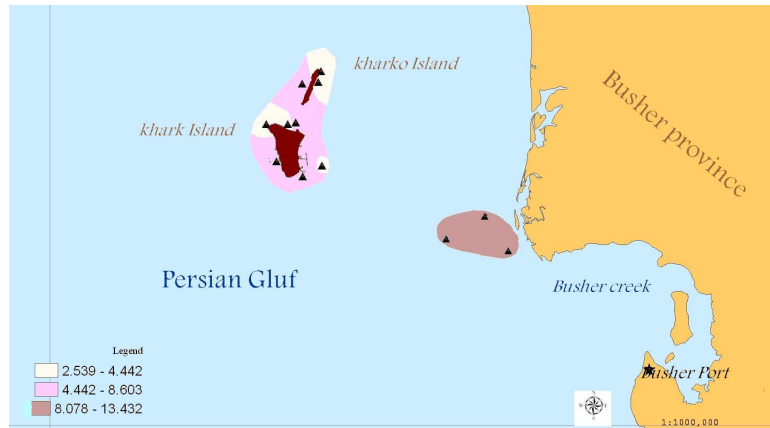 kharko Island
Busher province
khark Island
Persian Gluf
Busher creek
Legend
2.539 - 4.442
4.442 - 8.603
8.078 - 13.432
Busher Port
N
W E
S
1:1000,000